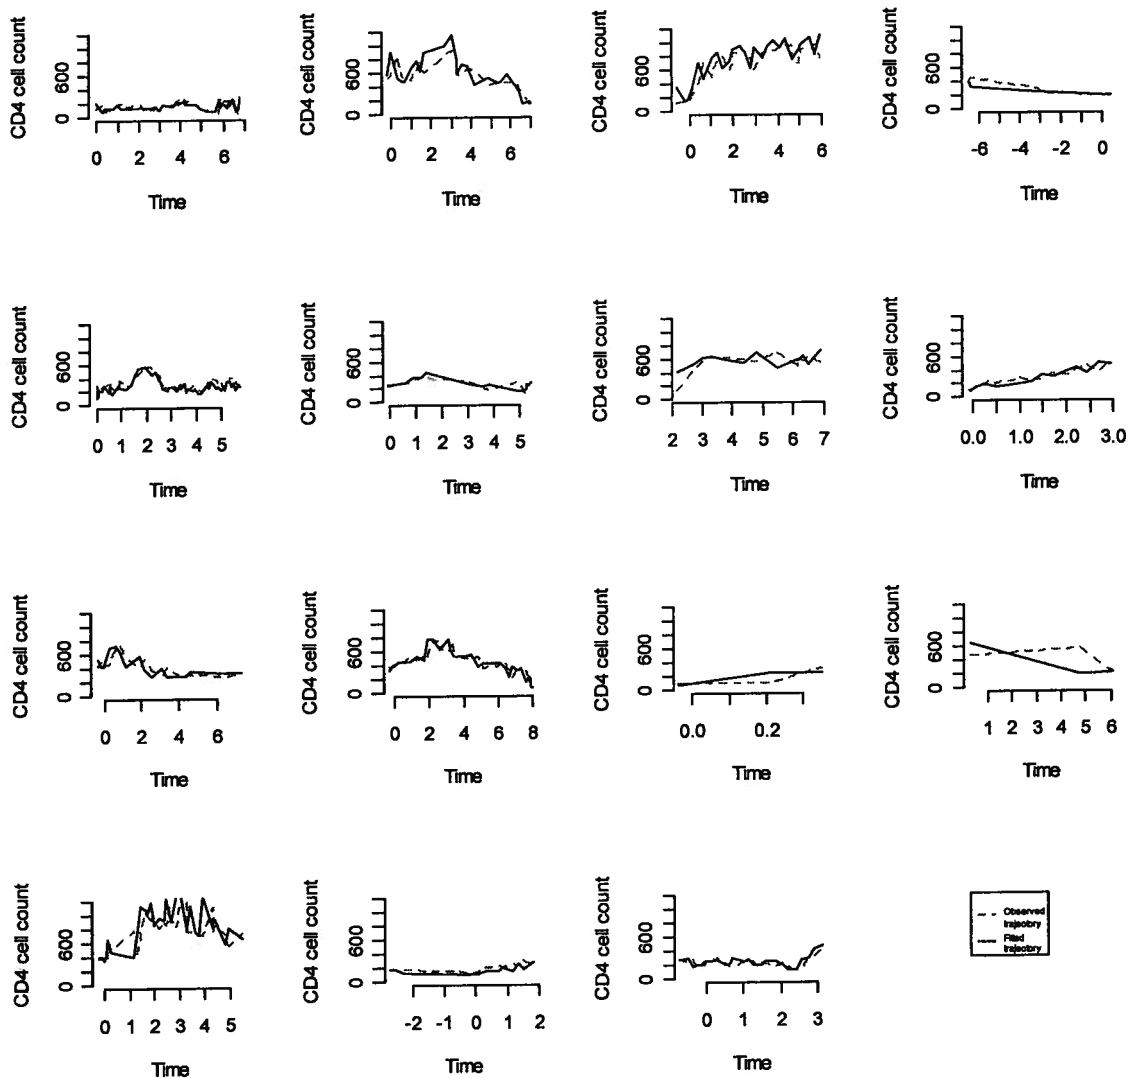 CD4 cell count
0 600
0 2 4 6
Time
CD4 cell count
0 600
0 2 4 6
Time
CD4 cell count
0 600
0 2 4 6
Time
CD4 cell count
0 600
-6 -4 -2 0
Time
CD4 cell count
0 600
0 1 2 4 5
Time
CD4 cell count
0 600
0 1 2 3 4 5
Time
CD4 cell count
0 600
2 3 4 5 6 7
Time
CD4 cell count
0 600
0.0 1.0 2.0 3.0
Time
CD4 cell count
0 600
0 2 4 6
Time
CD4 cell count
0 600
0 2 4 6 8
Time
CD4 cell count
0 600
0.0 0.2
Time
CD4 cell count
0 600
1 2 3 4 5 6
Time
CD4 cell count
0 600
0 1 2 3 4 5
Time
CD4 cell count
0 600
-2 -1 0 1 2
Time
CD4 cell count
0 600
0 1 2 3
Time
Observed
trajectory
Fitted
trajectory